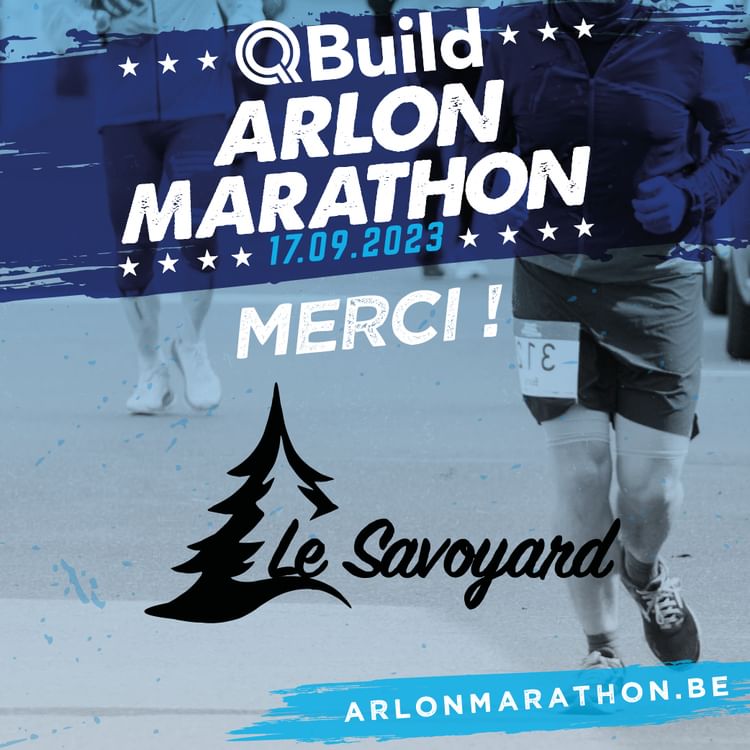 QBuild
ARLON
MARATHON
17.09.2023
MERCI !
Le Savoyard
ARLONMARATHON.BE